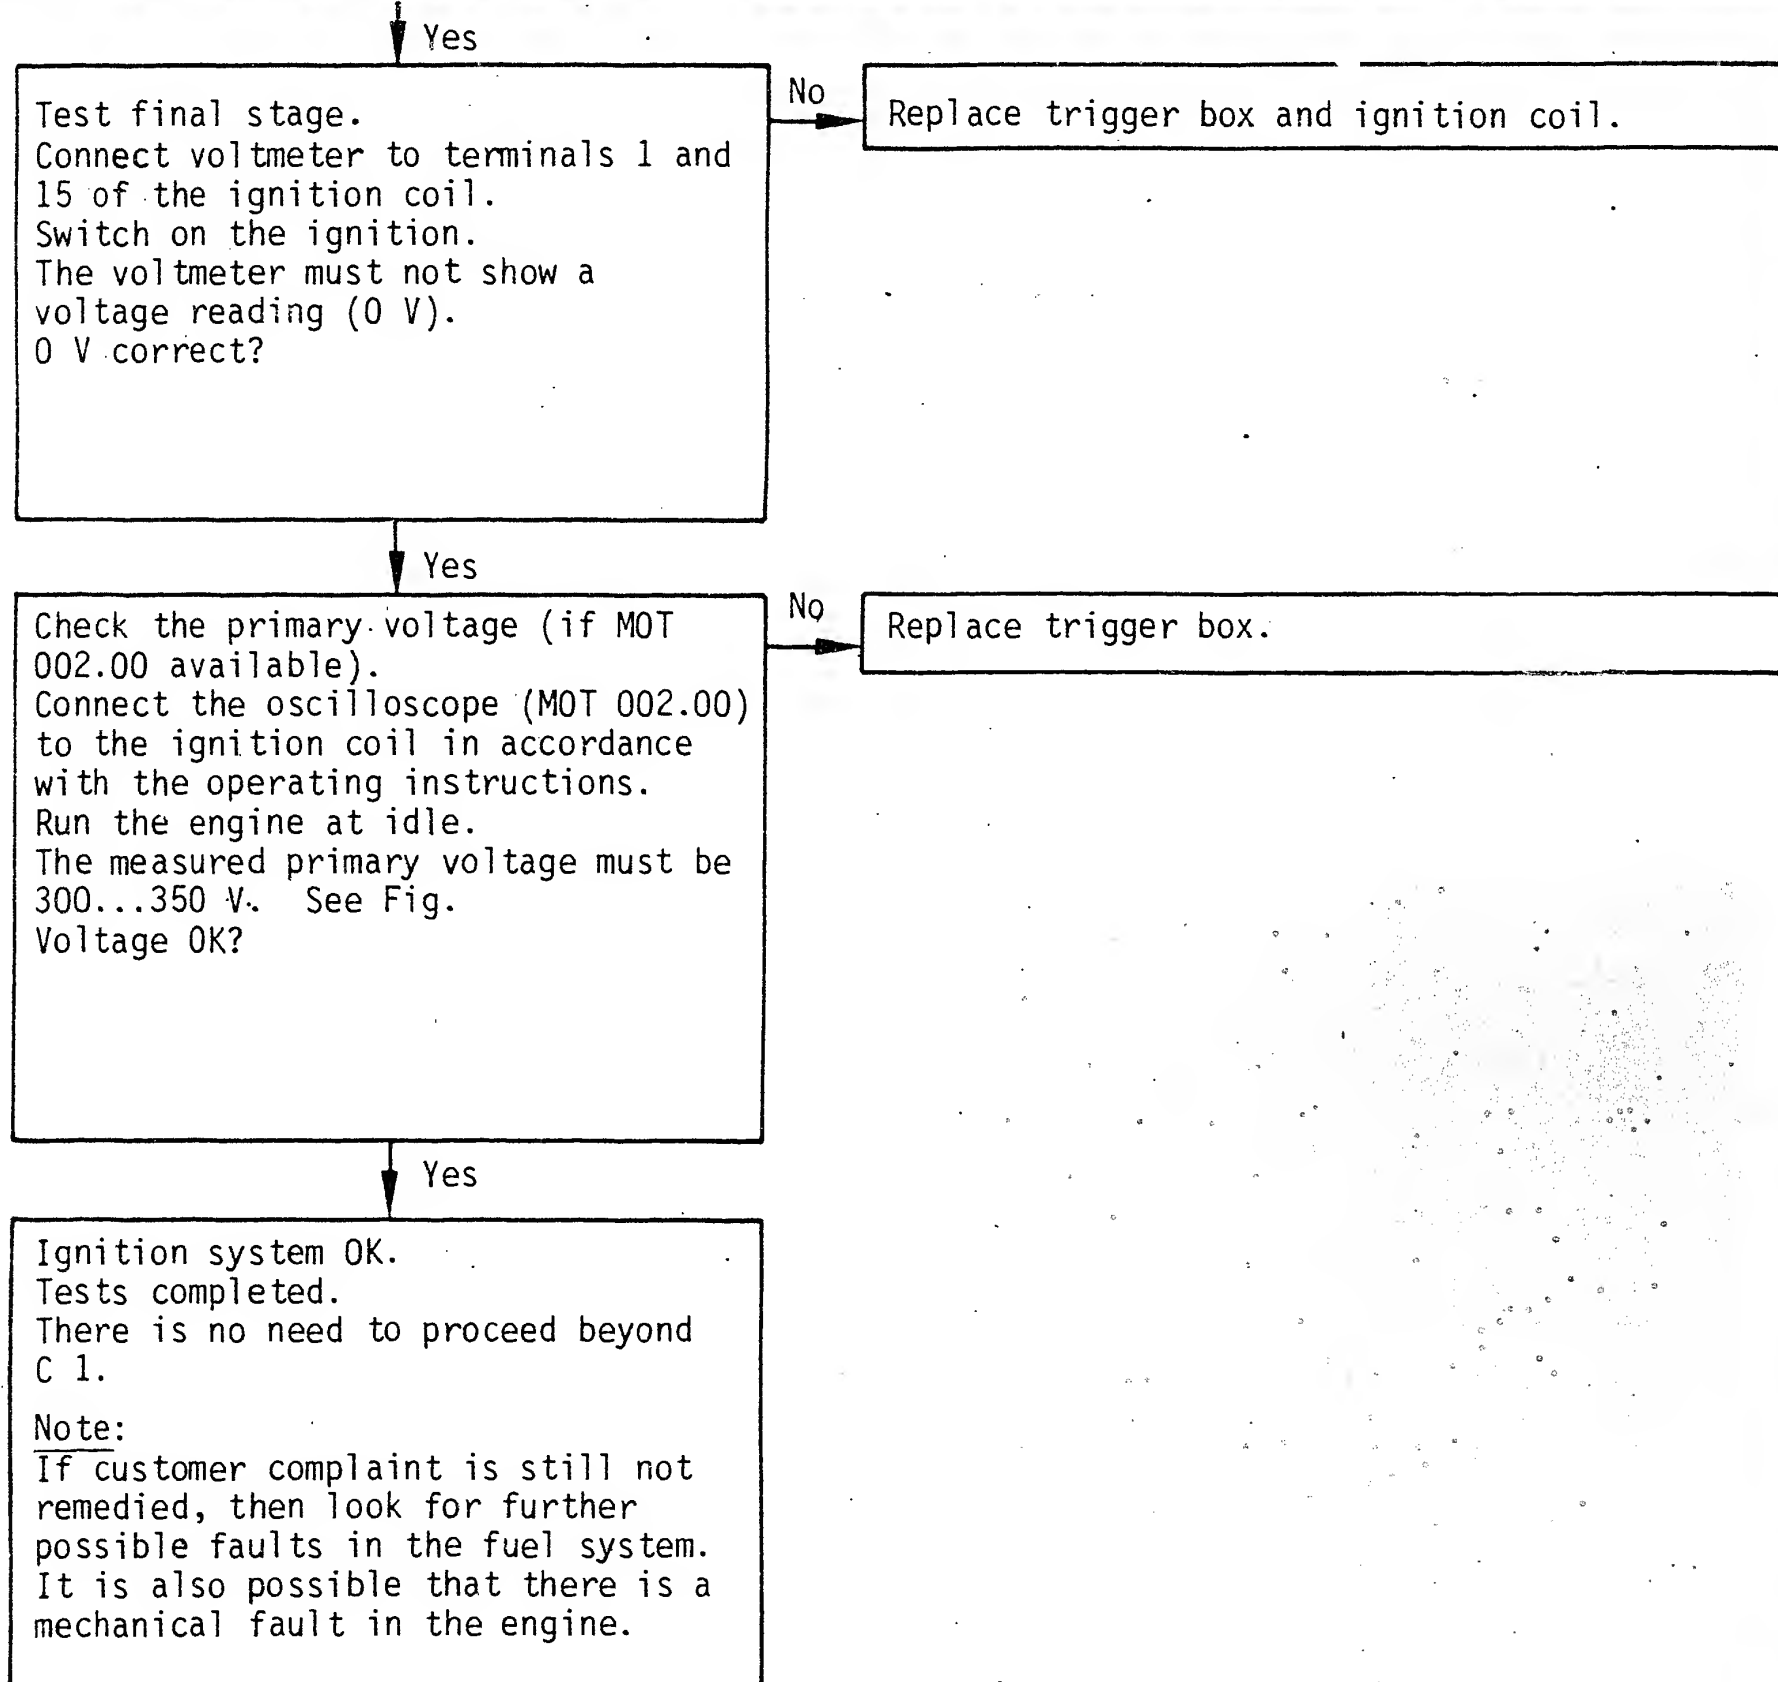 Yes
Test final stage.
Connect voltmeter to terminals 1 and
15 of the ignition coil.
Switch on the ignition.
The voltmeter must not show a
voltage reading (0 V).
0 V correct?
No
Replace trigger box and ignition coil.
Yes
Check the primary voltage (if MOT
002.00 available).
Connect the oscilloscope (MOT 002.00)
to the ignition coil in accordance
with the operating instructions.
Run the engine at idle.
The measured primary voltage must be
300...350 V. See Fig.
Voltage OK?
No
Replace trigger box.
Yes
Ignition system OK.
Tests completed.
There is no need to proceed beyond
C 1.
Note:
If customer complaint is still not
remedied, then look for further
possible faults in the fuel system.
It is also possible that there is a
mechanical fault in the engine.